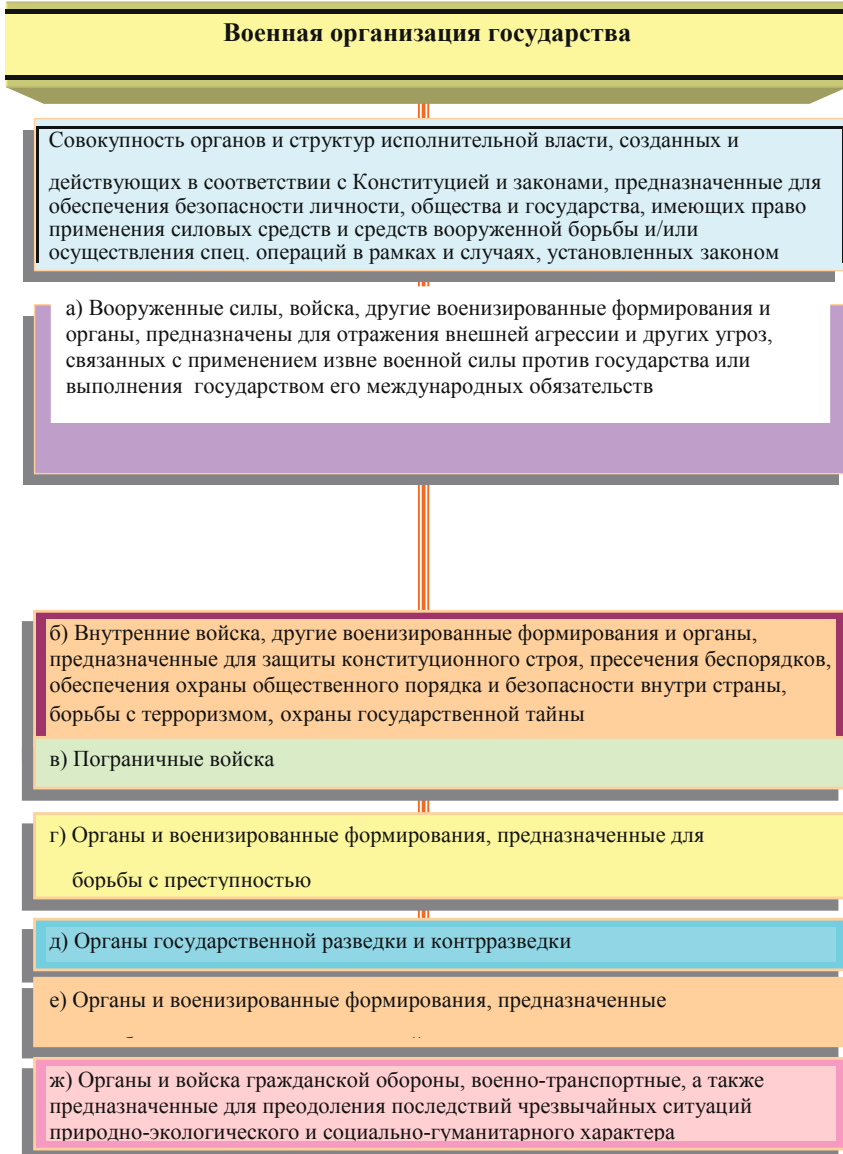 Военная организация государства
Совокупность органов и структур исполнительной власти, созданных и
действующих в соответствии с Конституцией и законами, предназначенные для
обеспечения безопасности личности, общества и государства, имеющих право
применения силовых средств и средств вооруженной борьбы и/или
осуществления спец. операций в рамках и случаях, установленных законом
а) Вооруженные силы, войска, другие военизированные формирования и
органы, предназначены для отражения внешней агрессии и других угроз,
связанных с применением извне военной силы против государства или
выполнения государством его международных обязательств
б) Внутренние войска, другие военизированные формирования и органы,
предназначенные для защиты конституционного строя, пресечения беспорядков,
обеспечения охраны общественного порядка и безопасности внутри страны,
борьбы с терроризмом, охраны государственной тайны
в) Пограничные войска
г) Органы и военизированные формирования, предназначенные для
борьбы с преступностью
д) Органы государственной разведки и контрразведки
е) Органы и военизированные формирования, предназначенные
ж) Органы и войска гражданской обороны, военно-транспортные, а также
предназначенные для преодоления последствий чрезвычайных ситуаций
природно-экологического и социально-гуманитарного характера